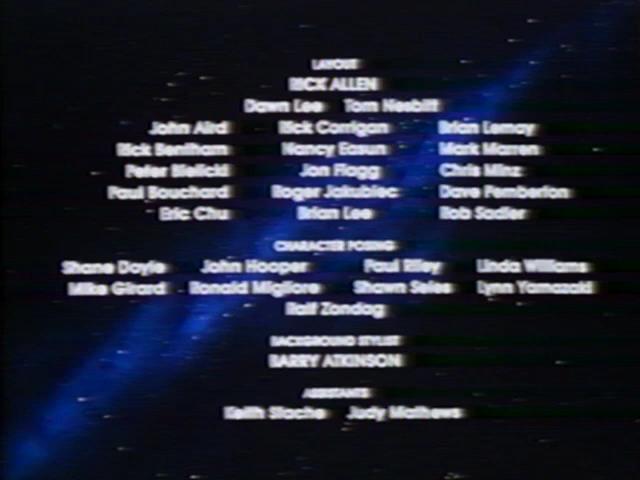 LAYOUT
RICK ALLEN
Dawn Lee Tom Nesbitt
John Aird Rick Corrigan Brian Lemay
Rick Bentham Nancy Easun Mark Marren
Peter Bielicki Jon Flagg Chris Minz
Paul Bouchard Roger Jakubiec Dave Pemberton
Eric Chu Brian Lee Rob Sadler
CHARACTER POSING
Shane Doyle John Hooper Paul Riley Linda Williams
Mike Girard Ronald Migliore Shawn Seles Lynn Yamazaki
Ralf Zondag
BACKGROUND STYLIST
BARRY ATKINSON
ASSISTANTS
Keith Stache Judy Mathews